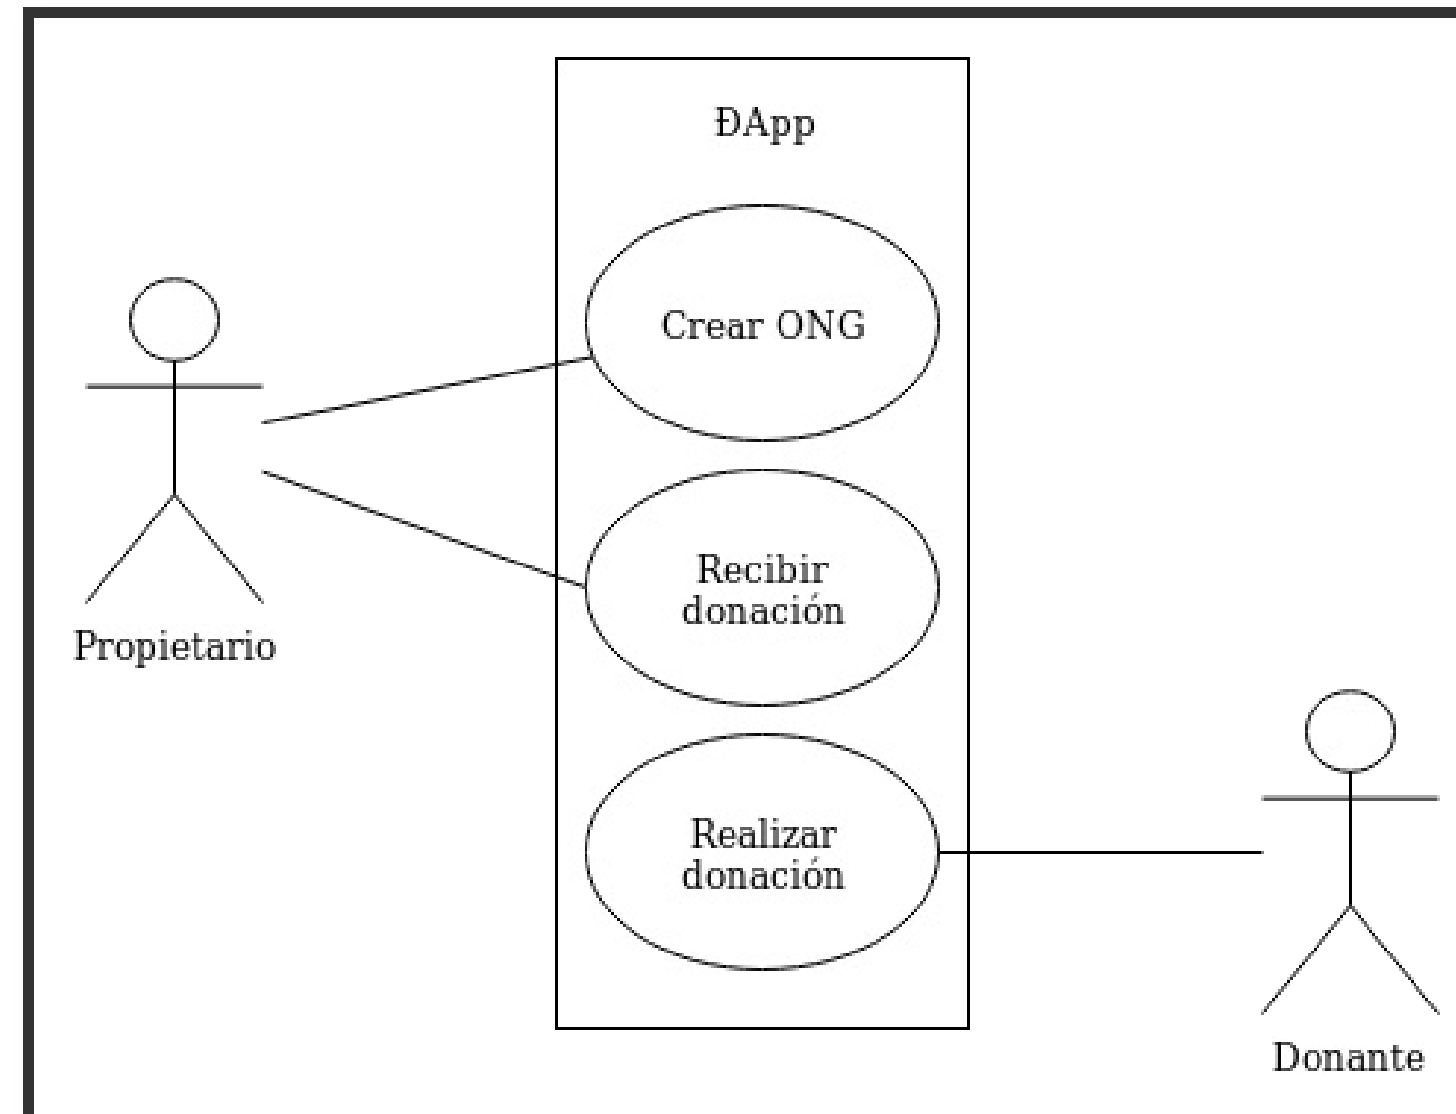 ÐApp
Crear ONG
Recibir
donación
Propietario
Realizar
donación
Donante